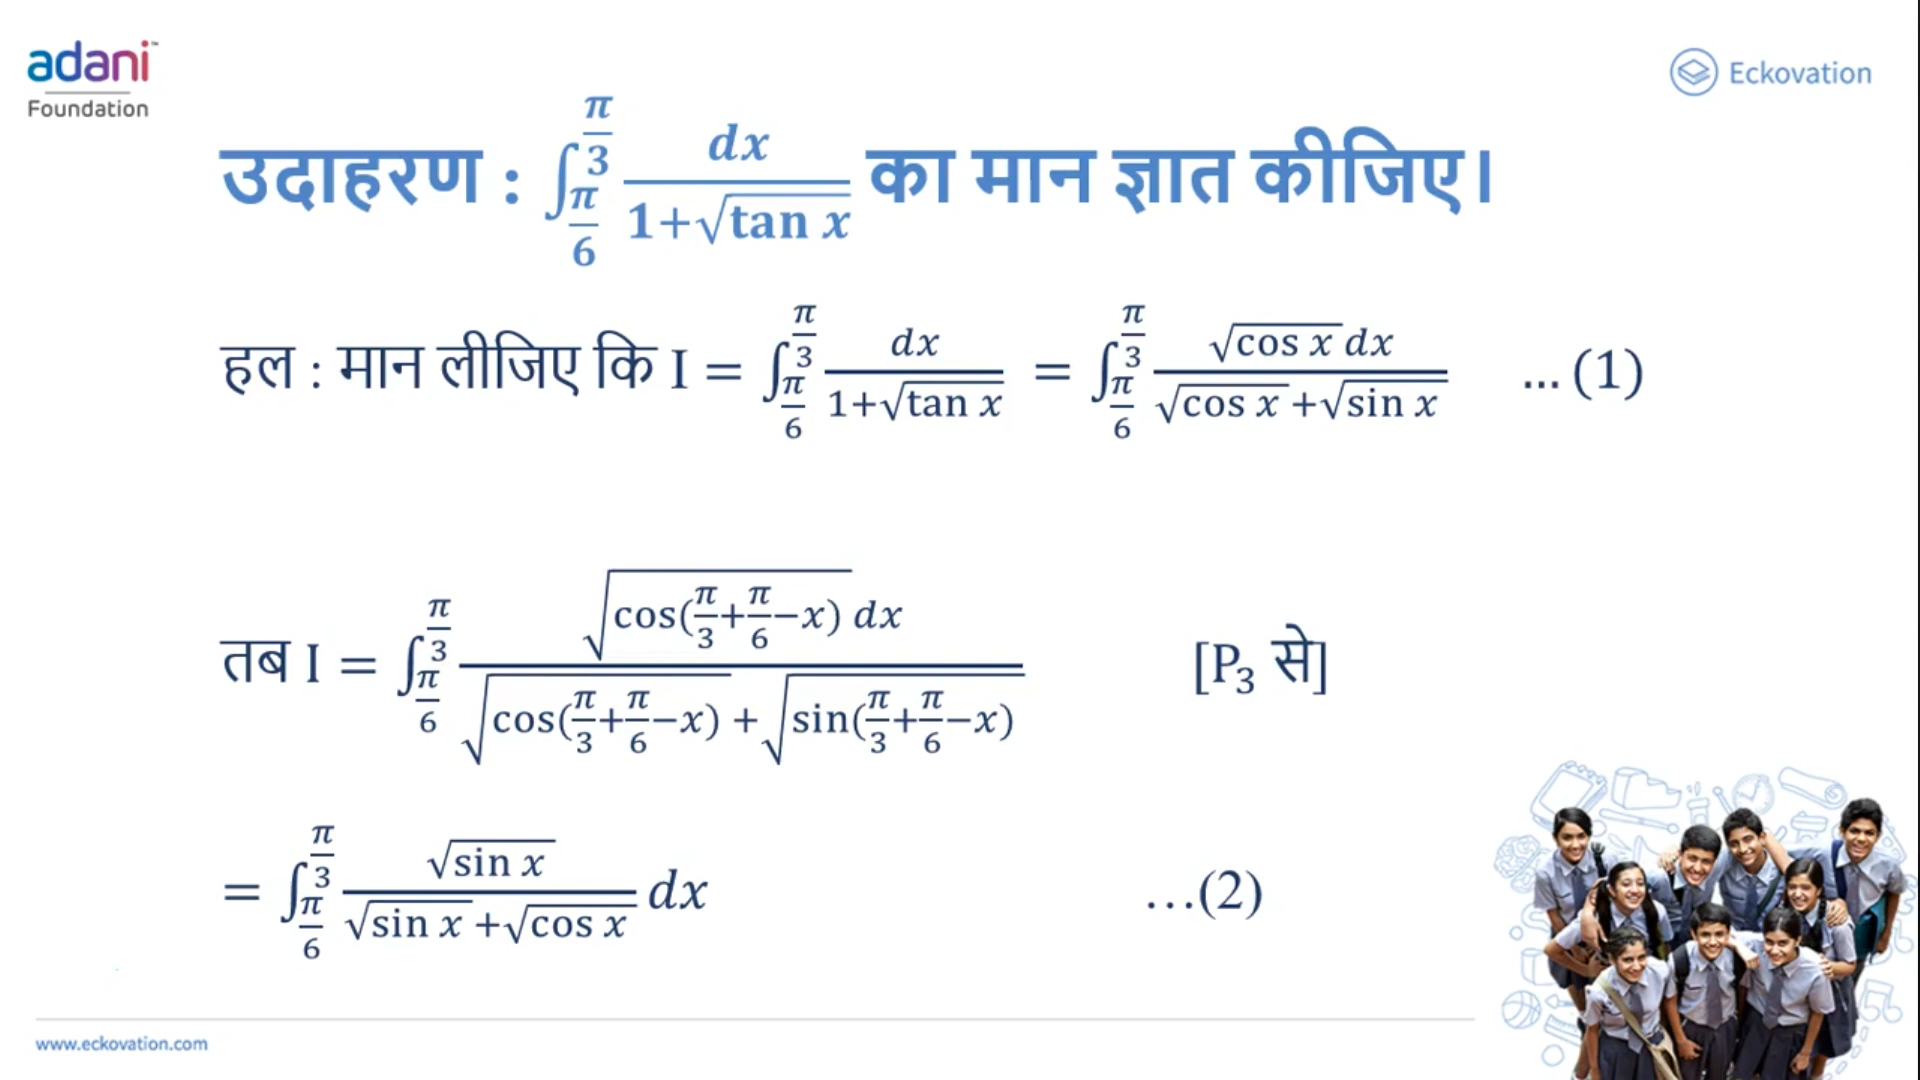 adani™
Foundation
Eckovation
उदाहरण : ∫_{π/6}^{π/3} dx/(1+√(tan x)) का मान ज्ञात कीजिए।
हल : मान लीजिए कि I = ∫_{π/6}^{π/3} dx/(1+√(tan x)) = ∫_{π/6}^{π/3} √(cos x) dx/(√(cos x) +√(sin x)) ... (1)
तब I = ∫_{π/6}^{π/3} √(cos(π/3+π/6−x)) dx/(√(cos(π/3+π/6−x)) + √(sin(π/3+π/6−x))) [P₃ से]
= ∫_{π/6}^{π/3} √(sin x)/(√(sin x) +√(cos x)) dx ...(2)
www.eckovation.com